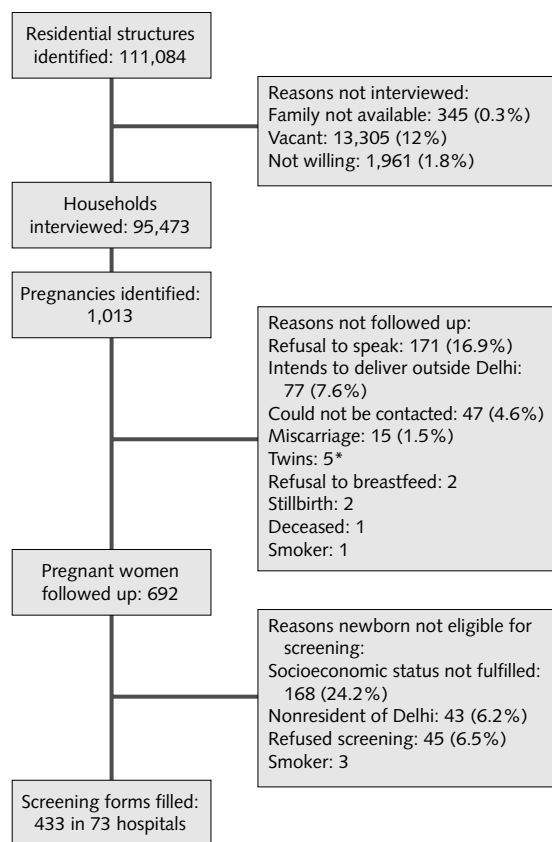 Residential structures
identified: 111,084
Reasons not interviewed:
Family not available: 345 (0.3%)
Vacant: 13,305 (12%)
Not willing: 1,961 (1.8%)
Households
interviewed: 95,473
Pregnancies identified:
1,013
Reasons not followed up:
Refusal to speak: 171 (16.9%)
Intends to deliver outside Delhi:
77 (7.6%)
Could not be contacted: 47 (4.6%)
Miscarriage: 15 (1.5%)
Twins: 5*
Refusal to breastfeed: 2
Stillbirth: 2
Deceased: 1
Smoker: 1
Pregnant women
followed up: 692
Reasons newborn not eligible for
screening:
Socioeconomic status not fulfilled:
168 (24.2%)
Nonresident of Delhi: 43 (6.2%)
Refused screening: 45 (6.5%)
Smoker: 3
Screening forms filled:
433 in 73 hospitals